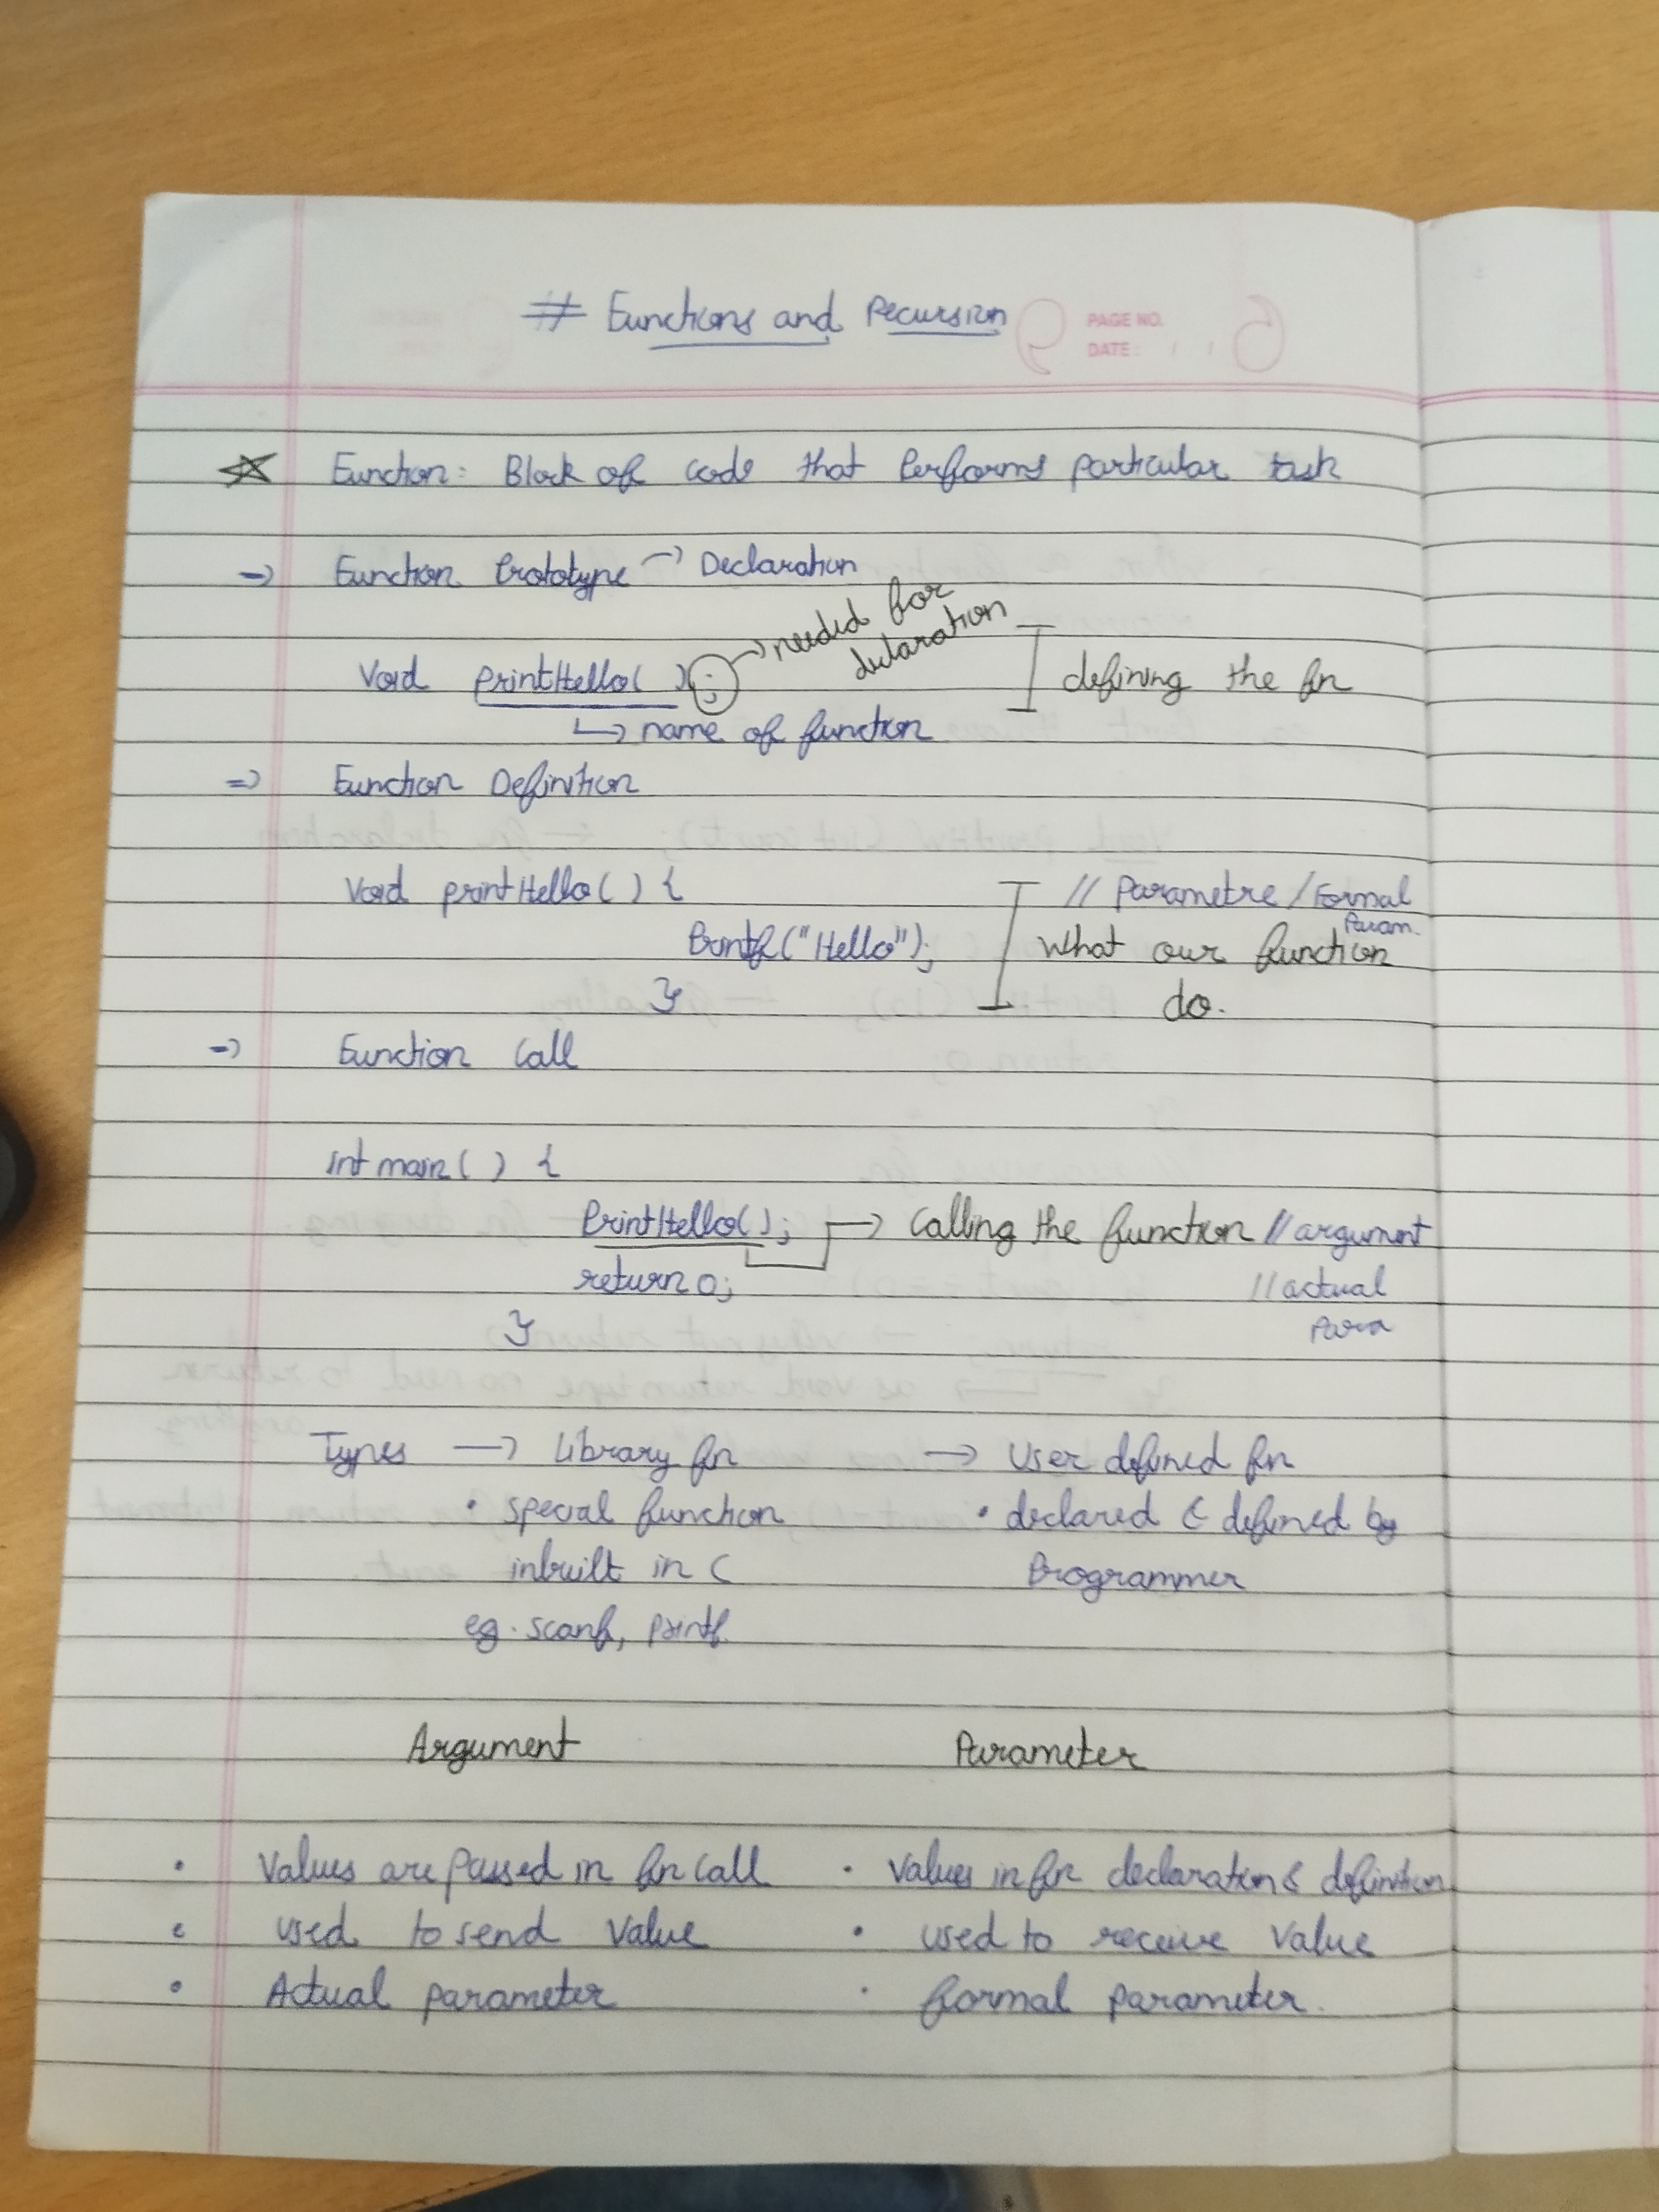 # Functions and Recursion
PAGE NO.
DATE: / /
☆ Function: Block of code that Performs particular task
=> Function Prototype → Declaration
→ needed for
declaration
Void printHello( ); defining the fn
↳ name of function
=> Function Definition
Void printHello( ) { // Parametre / Formal
Param.
Printf("Hello"); What our function
} do.
=> Function Call
int main( ) {
PrintHello( ); → Calling the function // argument
return 0; // actual
} Para
Types → Library fn → User defined fn
• special function • declared & defined by
inbuilt in C Programmer
eg. scanf, printf.
Argument Parameter
• Values are passed in fn call • Values in fn declaration & definition
• used to send value • used to receive value
• Actual parameter • formal parameter.